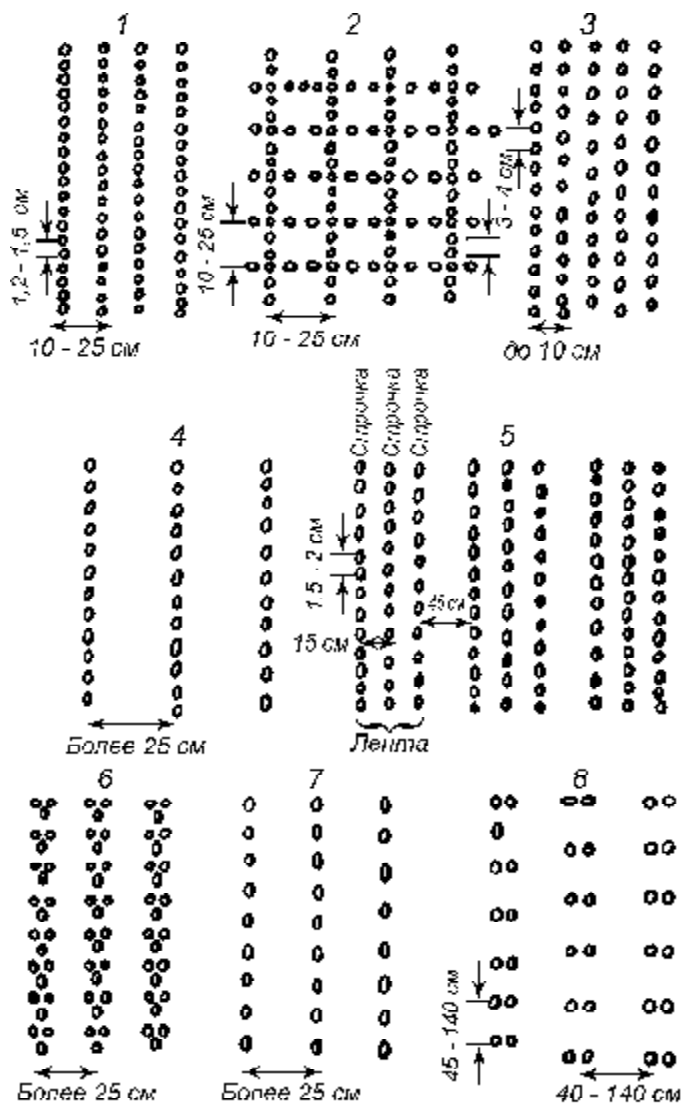 1
2
3
1,2 - 1,5 см
10 - 25 см
10 - 25 см
10 - 25 см
3 - 4 см
до 10 см
4
Строчка
Строчка
Строчка
5
1,5 - 2 см
15 см
45 см
Более 25 см
Лента
6
7
8
Более 25 см
Более 25 см
45 - 140 см
40 - 140 см